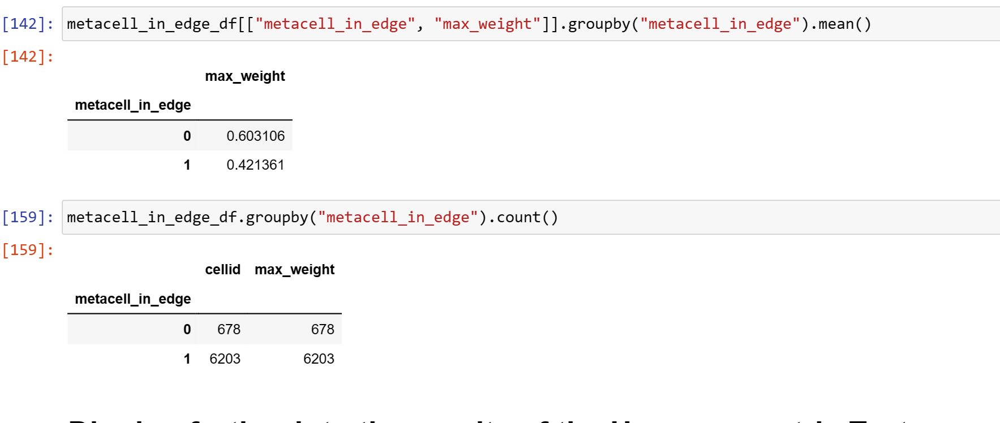 [142]: metacell_in_edge_df[["metacell_in_edge", "max_weight"]].groupby("metacell_in_edge").mean()
[142]:
max_weight
metacell_in_edge
0 0.603106
1 0.421361
[159]: metacell_in_edge_df.groupby("metacell_in_edge").count()
[159]:
cellid max_weight
metacell_in_edge
0 678 678
1 6203 6203